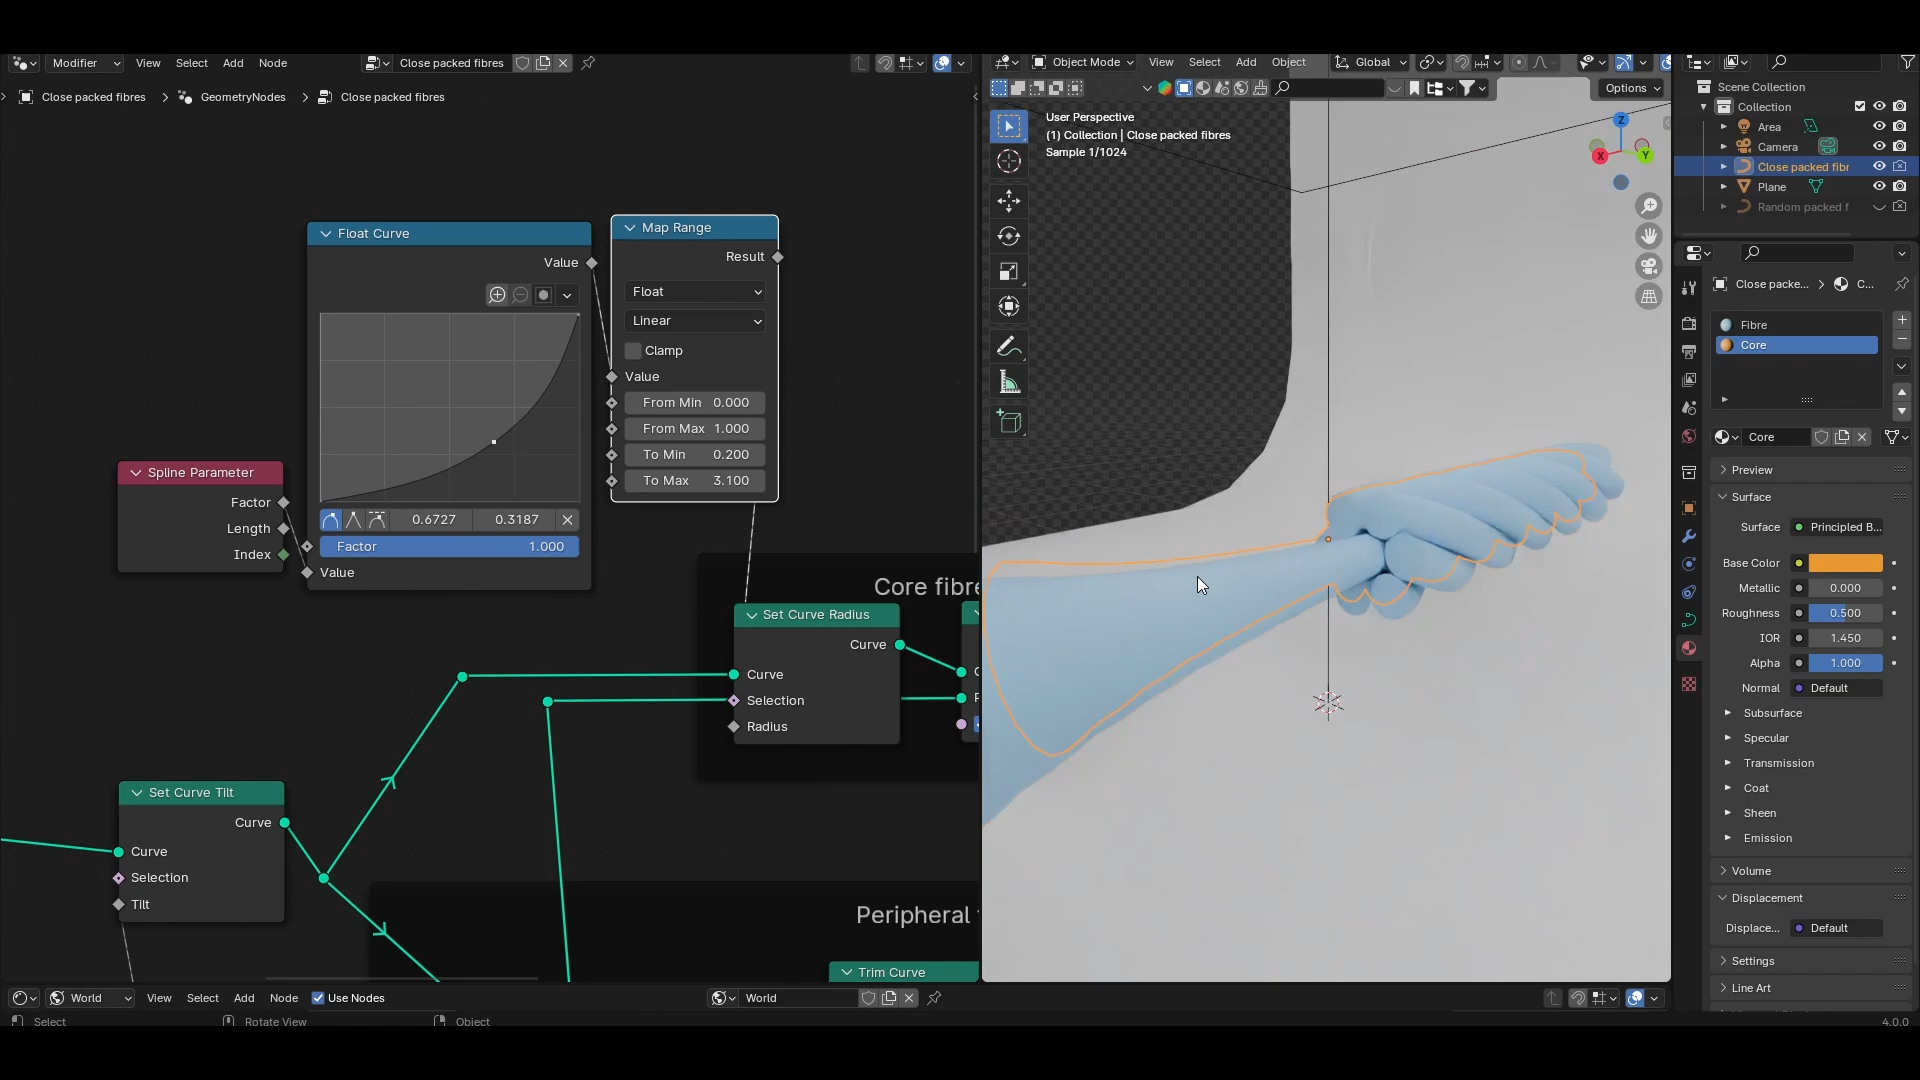 Modifier View Select Add Node Close packed fibres
Close packed fibres > GeometryNodes > Close packed fibres
Float Curve
Value
0.6727 0.3187
Factor 1.000
Value
Map Range
Result
Float
Linear
Clamp
Value
From Min 0.000
From Max 1.000
To Min 0.200
To Max 3.100
Spline Parameter
Factor
Length
Index
Core fibre
Set Curve Radius
Curve
Curve
Selection
Radius
Set Curve Tilt
Curve
Curve
Selection
Tilt
Peripheral
Trim Curve
Object Mode View Select Add Object Global
Options
User Perspective
(1) Collection | Close packed fibres
Sample 1/1024
Z
X
Y
Scene Collection
Collection
Area
Camera
Close packed fibr
Plane
Random packed f
Close packe... > C...
Fibre
Core
Core
Preview
Surface
Surface Principled B...
Base Color
Metallic 0.000
Roughness 0.500
IOR 1.450
Alpha 1.000
Normal Default
Subsurface
Specular
Transmission
Coat
Sheen
Emission
Volume
Displacement
Displace... Default
Settings
Line Art
World View Select Add Node Use Nodes World
Select Rotate View Object 4.0.0